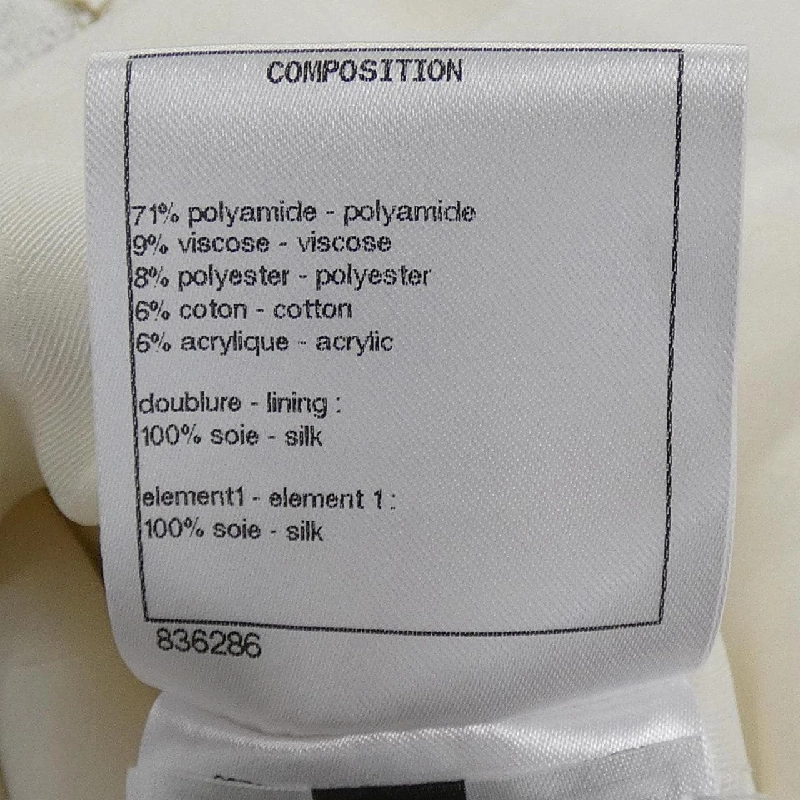 COMPOSITION
71% polyamide - polyamide
9% viscose - viscose
8% polyester - polyester
6% coton - cotton
6% acrylique - acrylic
doublure - lining :
100% soie - silk
element1 - element 1 :
100% soie - silk
836286